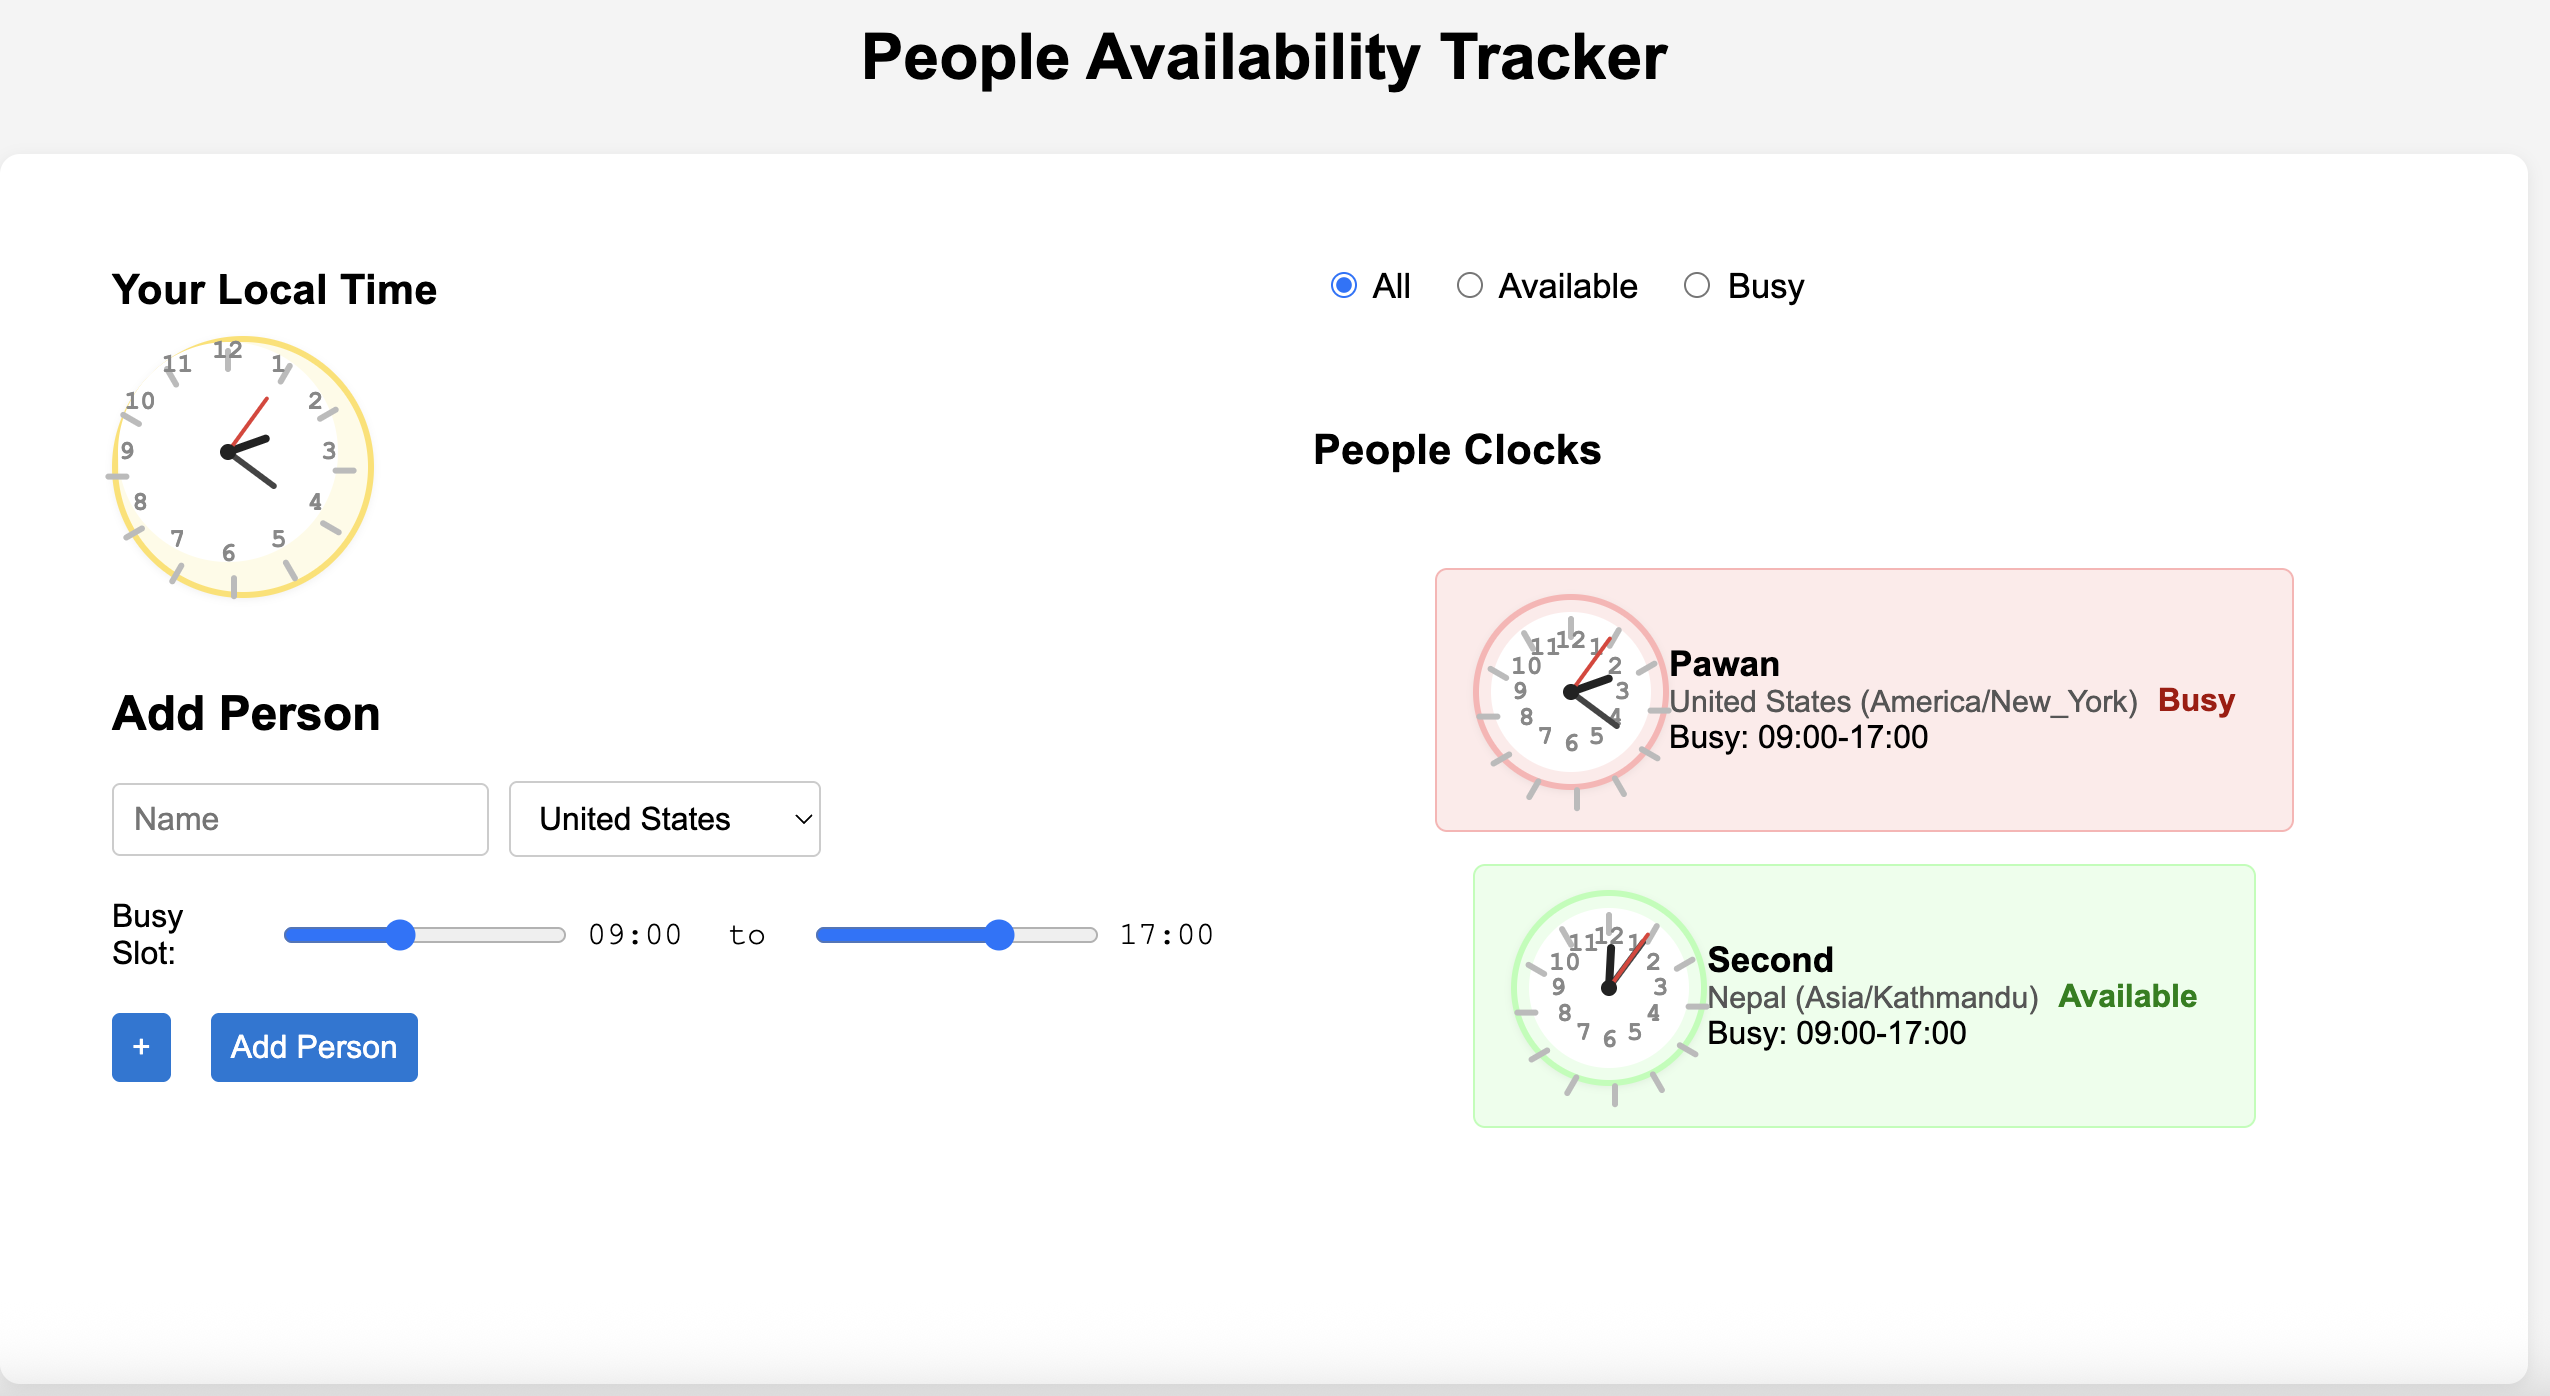 People Availability Tracker
Your Local Time
12
1
2
3
4
5
6
7
8
9
10
11
Add Person
Name
United States
Busy Slot:
09:00 to 17:00
+
Add Person
All Available Busy
People Clocks
12
1
2
3
4
5
6
7
8
9
10
11
Pawan
United States (America/New_York) Busy
Busy: 09:00-17:00
12
1
2
3
4
5
6
7
8
9
10
11
Second
Nepal (Asia/Kathmandu) Available
Busy: 09:00-17:00